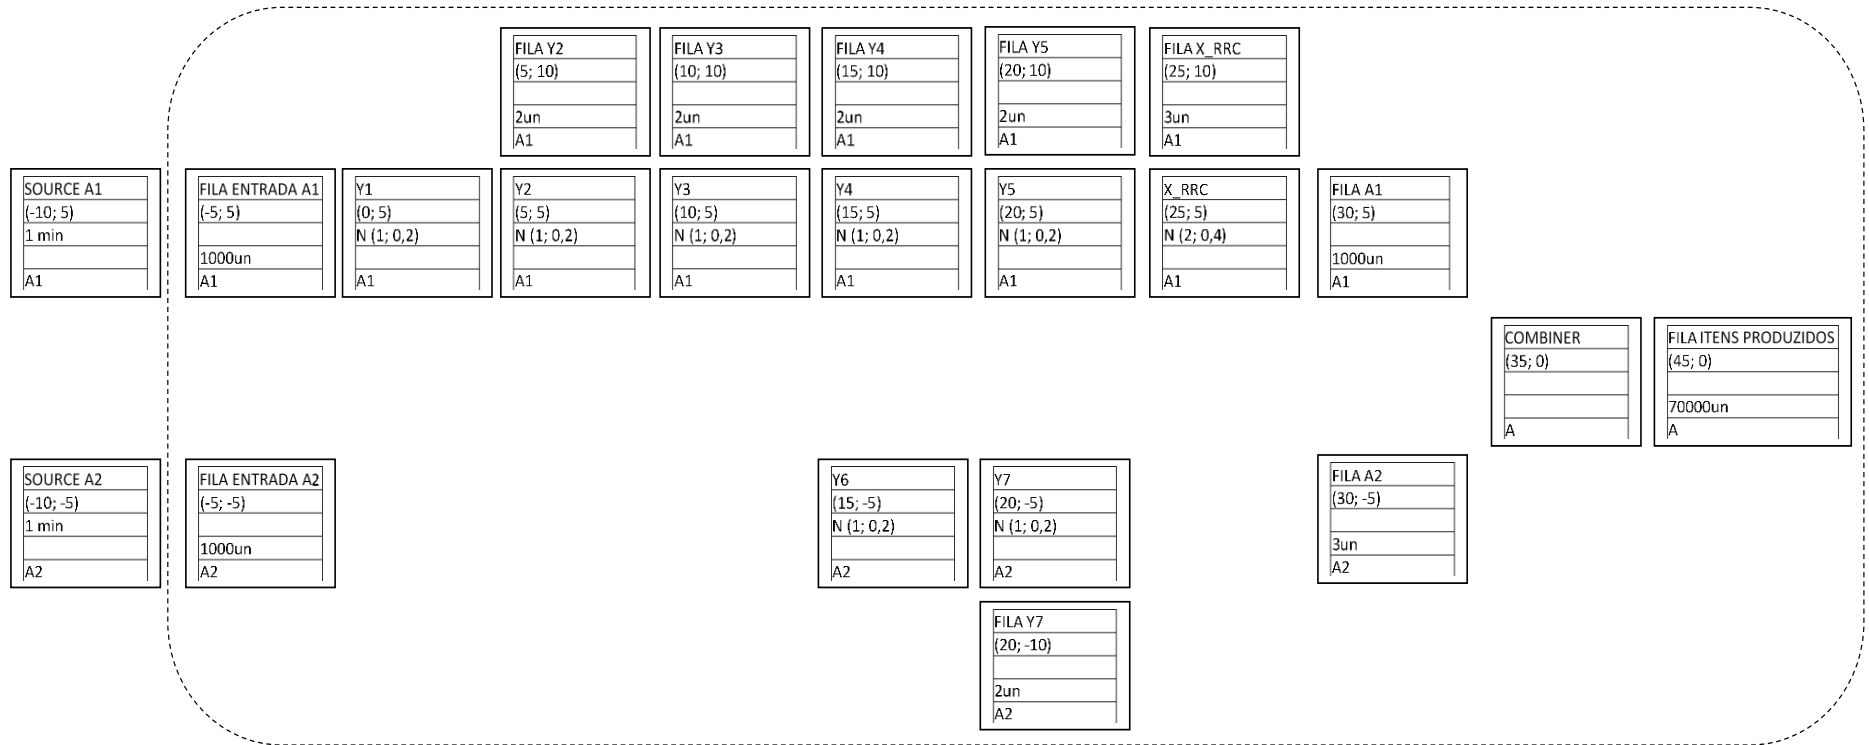 FILA Y2
(5; 10)
2un
A1
FILA Y3
(10; 10)
2un
A1
FILA Y4
(15; 10)
2un
A1
FILA Y5
(20; 10)
2un
A1
FILA X_RRC
(25; 10)
3un
A1
SOURCE A1
(-10; 5)
1 min
A1
FILA ENTRADA A1
(-5; 5)
1000un
A1
Y1
(0; 5)
N (1; 0,2)
A1
Y2
(5; 5)
N (1; 0,2)
A1
Y3
(10; 5)
N (1; 0,2)
A1
Y4
(15; 5)
N (1; 0,2)
A1
Y5
(20; 5)
N (1; 0,2)
A1
X_RRC
(25; 5)
N (2; 0,4)
A1
FILA A1
(30; 5)
1000un
A1
COMBINER
(35; 0)
A
FILA ITENS PRODUZIDOS
(45; 0)
70000un
A
SOURCE A2
(-10; -5)
1 min
A2
FILA ENTRADA A2
(-5; -5)
1000un
A2
Y6
(15; -5)
N (1; 0,2)
A2
Y7
(20; -5)
N (1; 0,2)
A2
FILA A2
(30; -5)
3un
A2
FILA Y7
(20; -10)
2un
A2